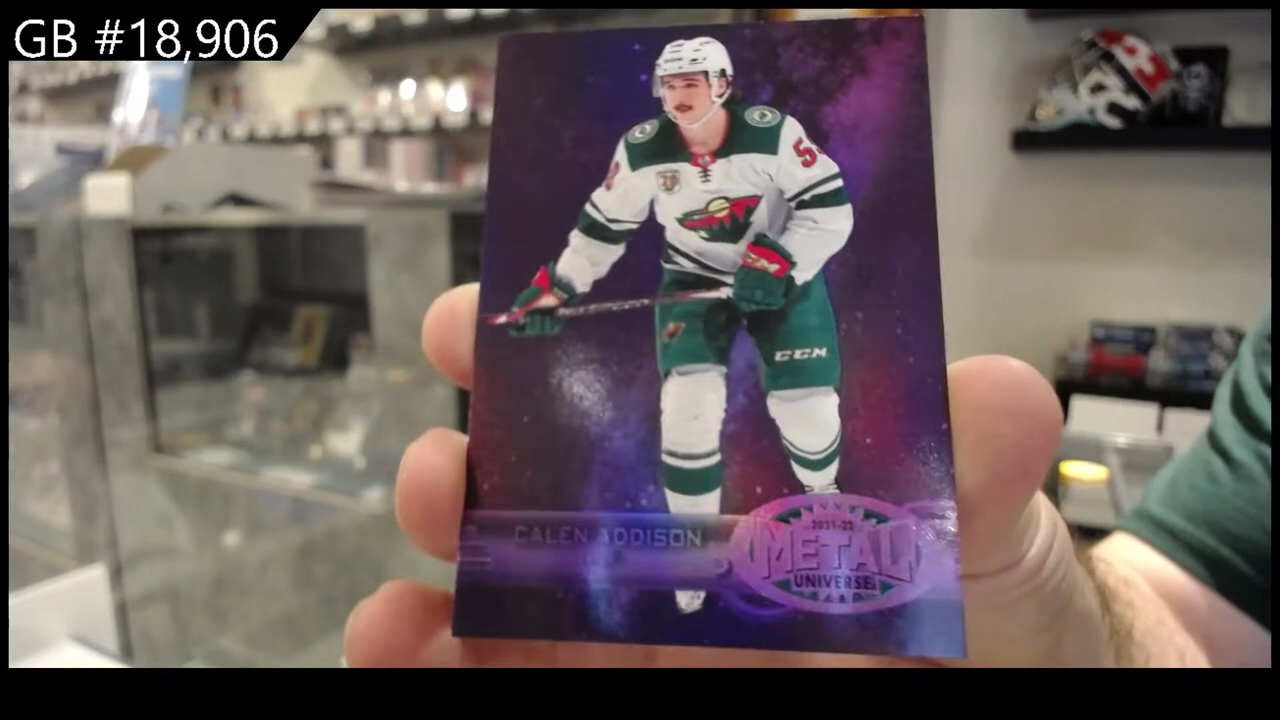 GB #18,906
CCM
CALEN ADDISON
2021-22
METAL
UNIVERSE